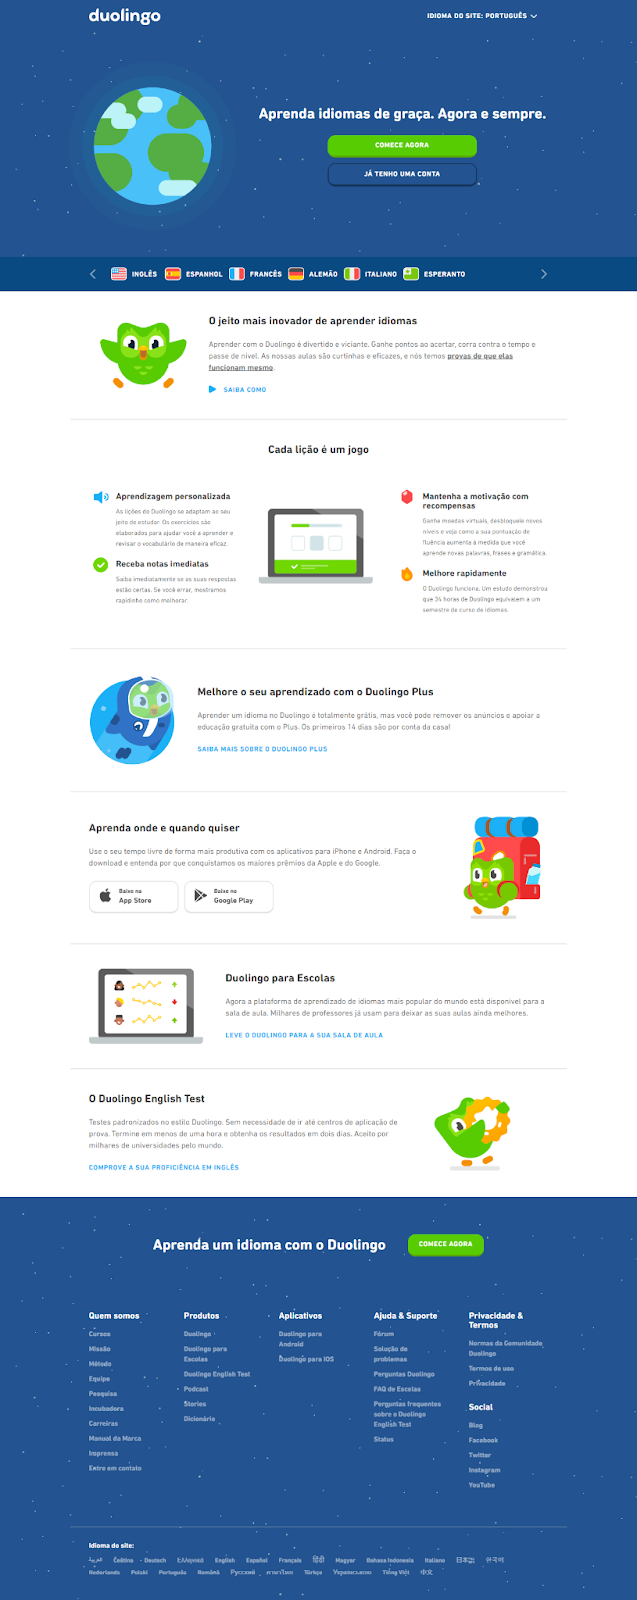 duolingo
IDIOMA DO SITE: PORTUGUÊS
Aprenda idiomas de graça. Agora e sempre.
COMECE AGORA
JÁ TENHO UMA CONTA
INGLÊS ESPANHOL FRANCÊS ALEMÃO ITALIANO ESPERANTO
O jeito mais inovador de aprender idiomas
Aprender com o Duolingo é divertido e viciante. Ganhe pontos ao acertar, corra contra o tempo e
passe de nível. As nossas aulas são curtinhas e eficazes, e nós temos provas de que elas
funcionam mesmo.
SAIBA COMO
Cada lição é um jogo
Aprendizagem personalizada
As lições do Duolingo se adaptam ao seu
jeito de estudar. Os exercícios são
elaborados para ajudar você a aprender e
revisar o vocabulário de maneira eficaz.
Receba notas imediatas
Saiba imediatamente se as suas respostas
estão certas. Se você errar, mostramos
rapidinho como melhorar.
Mantenha a motivação com
recompensas
Ganhe moedas virtuais, desbloqueie novos
níveis e veja como a sua pontuação de
fluência aumenta à medida que você
aprende novas palavras, frases e gramática.
Melhore rapidamente
O Duolingo funciona. Um estudo demonstrou
que 34 horas de Duolingo equivalem a um
semestre de curso de idiomas.
Melhore o seu aprendizado com o Duolingo Plus
Aprender um idioma no Duolingo é totalmente grátis, mas você pode remover os anúncios e apoiar a
educação gratuita com o Plus. Os primeiros 14 dias são por conta da casa!
SAIBA MAIS SOBRE O DUOLINGO PLUS
Aprenda onde e quando quiser
Use o seu tempo livre de forma mais produtiva com os aplicativos para iPhone e Android. Faça o
download e entenda por que conquistamos os maiores prêmios da Apple e do Google.
Baixe na
App Store
Baixe no
Google Play
Duolingo para Escolas
Agora a plataforma de aprendizado de idiomas mais popular do mundo está disponível para a
sala de aula. Milhares de professores já usam para deixar as suas aulas ainda melhores.
LEVE O DUOLINGO PARA A SUA SALA DE AULA
O Duolingo English Test
Testes padronizados no estilo Duolingo. Sem necessidade de ir até centros de aplicação de
prova. Termine em menos de uma hora e obtenha os resultados em dois dias. Aceito por
milhares de universidades pelo mundo.
COMPROVE A SUA PROFICIÊNCIA EM INGLÊS
Aprenda um idioma com o Duolingo
COMECE AGORA
Quem somos
Cursos
Missão
Método
Equipe
Pesquisa
Incubadora
Carreiras
Manual da Marca
Imprensa
Entre em contato
Produtos
Duolingo
Duolingo para
Escolas
Duolingo English Test
Podcast
Stories
Dicionário
Aplicativos
Duolingo para
Android
Duolingo para iOS
Ajuda & Suporte
Fórum
Solução de
problemas
Perguntas Duolingo
FAQ de Escolas
Perguntas frequentes
sobre o Duolingo
English Test
Status
Privacidade &
Termos
Normas da Comunidade
Duolingo
Termos de uso
Privacidade
Social
Blog
Facebook
Twitter
Instagram
YouTube
Idioma do site:
العربية Čeština Deutsch Ελληνικά English Español Français हिंदी Magyar Bahasa Indonesia Italiano 日本語 한국어
Nederlands Polski Português Română Русский ภาษาไทย Türkçe Українською Tiếng Việt 中文